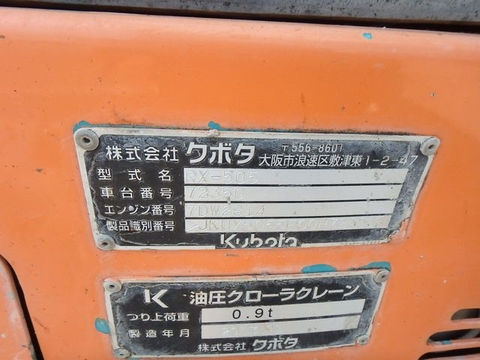 株式会社クボタ
〒556-8601
大阪市浪速区敷津東1-2-47
型式名 RX-505
車台番号
エンジン番号
製品識別番号
Kubota
K 油圧クローラクレーン
つり上荷重 0.9t
製造年月
株式会社クボタ